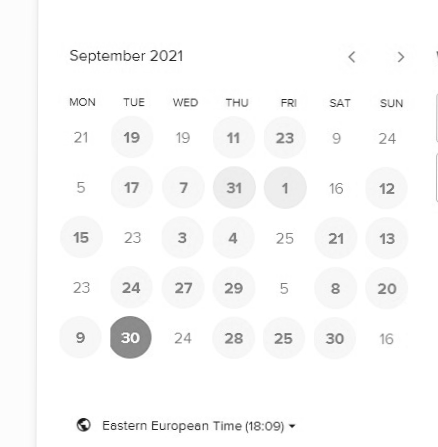 September 2021 < >
MON TUE WED THU FRI SAT SUN
21 19 19 11 23 9 24
5 17 7 31 1 16 12
15 23 3 4 25 21 13
23 24 27 29 5 8 20
9 30 24 28 25 30 16
Eastern European Time (18:09)